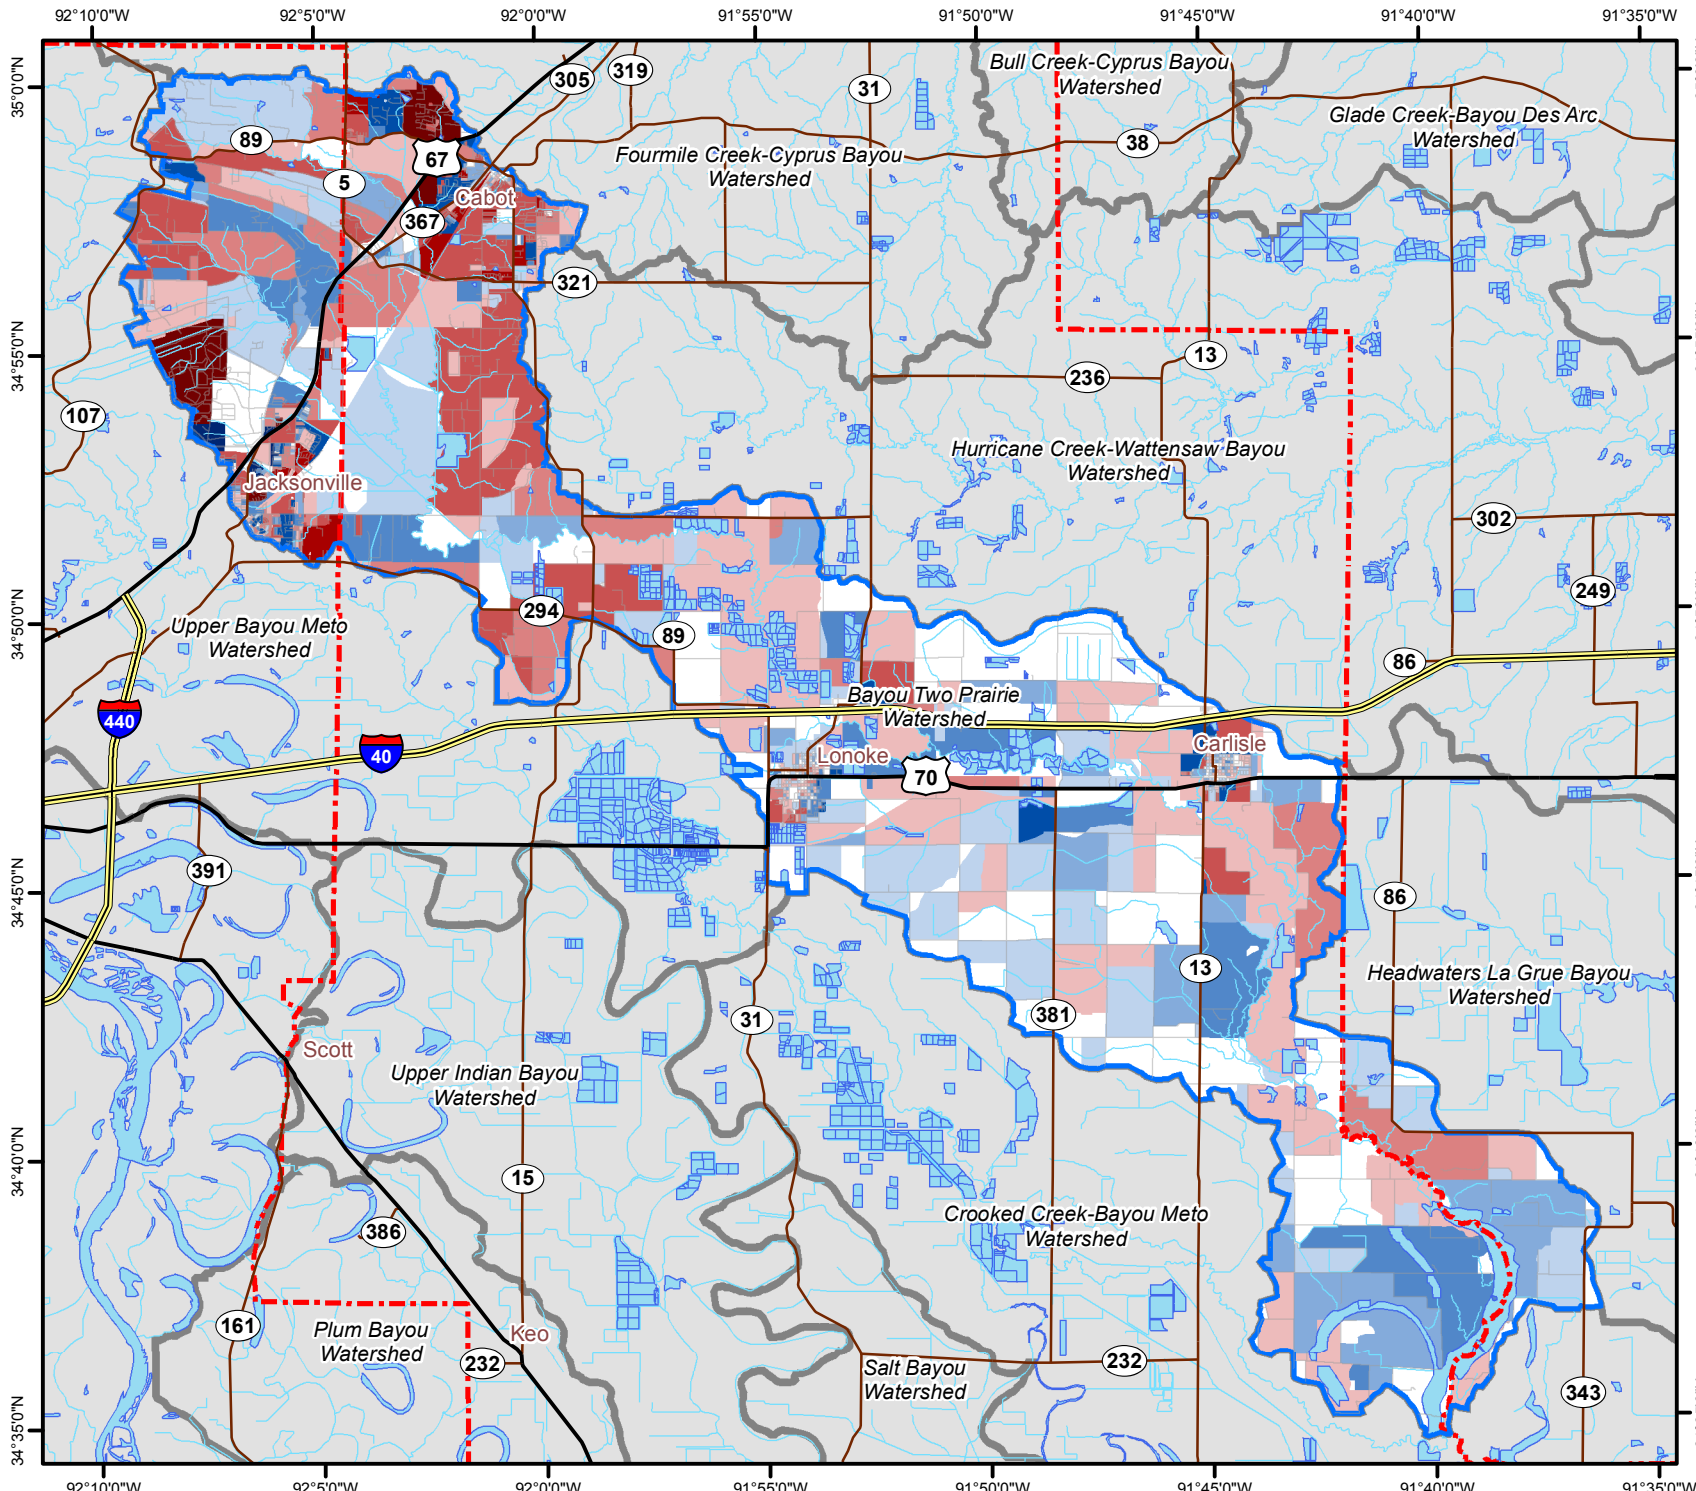 92°10'0"W 92°5'0"W 92°0'0"W 91°55'0"W 91°50'0"W 91°45'0"W 91°40'0"W 91°35'0"W
35°0'0"N
34°55'0"N
34°50'0"N
34°45'0"N
34°40'0"N
34°35'0"N
305
319
31
Bull Creek-Cyprus Bayou
Watershed
Glade Creek-Bayou Des Arc
Watershed
89
67
38
Fourmile Creek-Cyprus Bayou
Watershed
5
Cabot
367
321
13
236
107
Hurricane Creek-Wattensaw Bayou
Watershed
Jacksonville
302
249
294
89
Upper Bayou Meto
Watershed
86
Bayou Two Prairie
Watershed
440
40
Lonoke
Carlisle
70
391
86
13
Headwaters La Grue Bayou
Watershed
31
381
Scott
Upper Indian Bayou
Watershed
15
386
Crooked Creek-Bayou Meto
Watershed
161
Plum Bayou
Watershed
Keo
232
Salt Bayou
Watershed
232
343
92°10'0"W 92°5'0"W 92°0'0"W 91°55'0"W 91°50'0"W 91°45'0"W 91°40'0"W 91°35'0"W